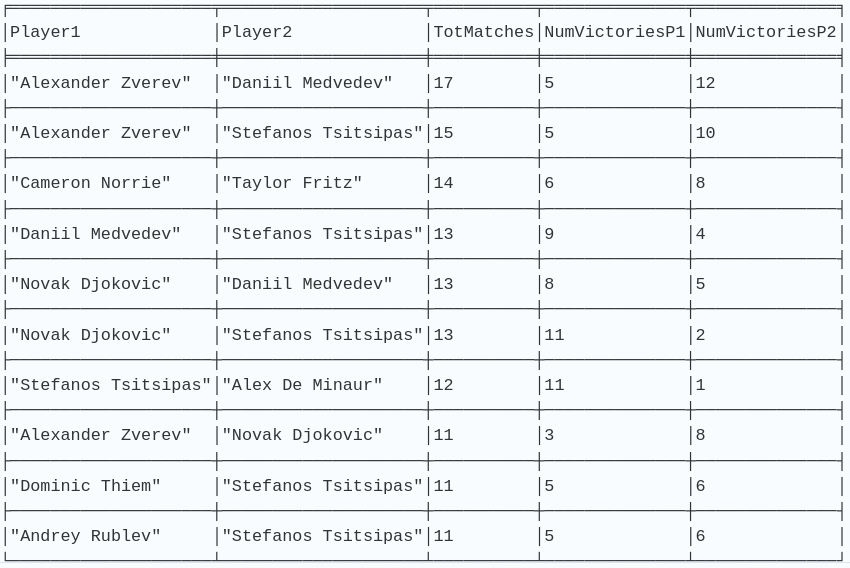 Player1 Player2 TotMatches NumVictoriesP1 NumVictoriesP2
"Alexander Zverev" "Daniil Medvedev" 17 5 12
"Alexander Zverev" "Stefanos Tsitsipas" 15 5 10
"Cameron Norrie" "Taylor Fritz" 14 6 8
"Daniil Medvedev" "Stefanos Tsitsipas" 13 9 4
"Novak Djokovic" "Daniil Medvedev" 13 8 5
"Novak Djokovic" "Stefanos Tsitsipas" 13 11 2
"Stefanos Tsitsipas" "Alex De Minaur" 12 11 1
"Alexander Zverev" "Novak Djokovic" 11 3 8
"Dominic Thiem" "Stefanos Tsitsipas" 11 5 6
"Andrey Rublev" "Stefanos Tsitsipas" 11 5 6